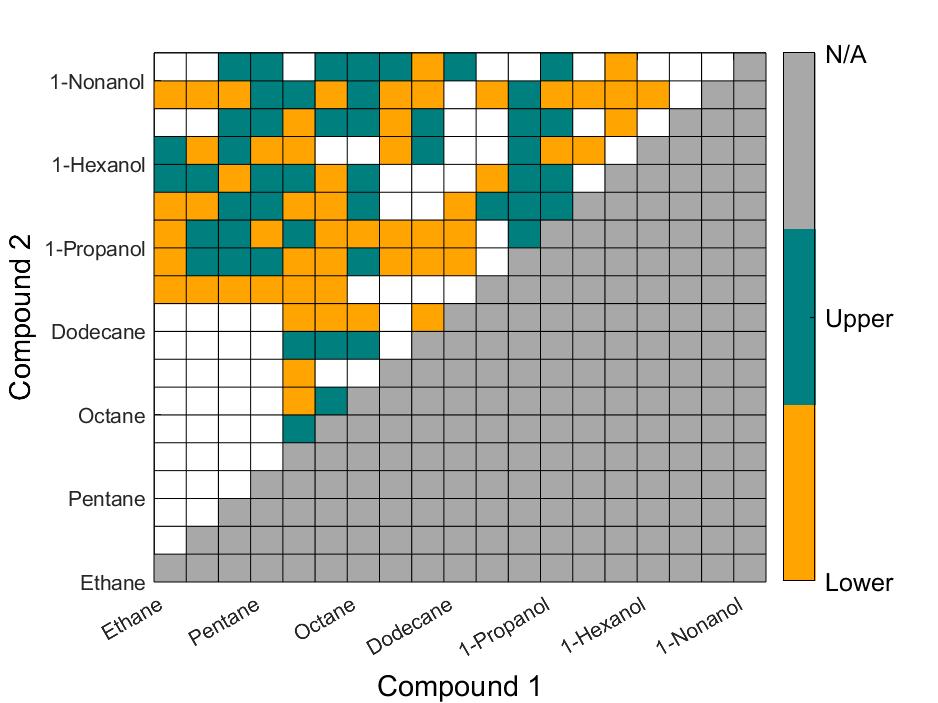 N/A
Upper
Lower
Compound 2
1-Nonanol
1-Hexanol
1-Propanol
Dodecane
Octane
Pentane
Ethane
Ethane
Pentane
Octane
Dodecane
1-Propanol
1-Hexanol
1-Nonanol
Compound 1